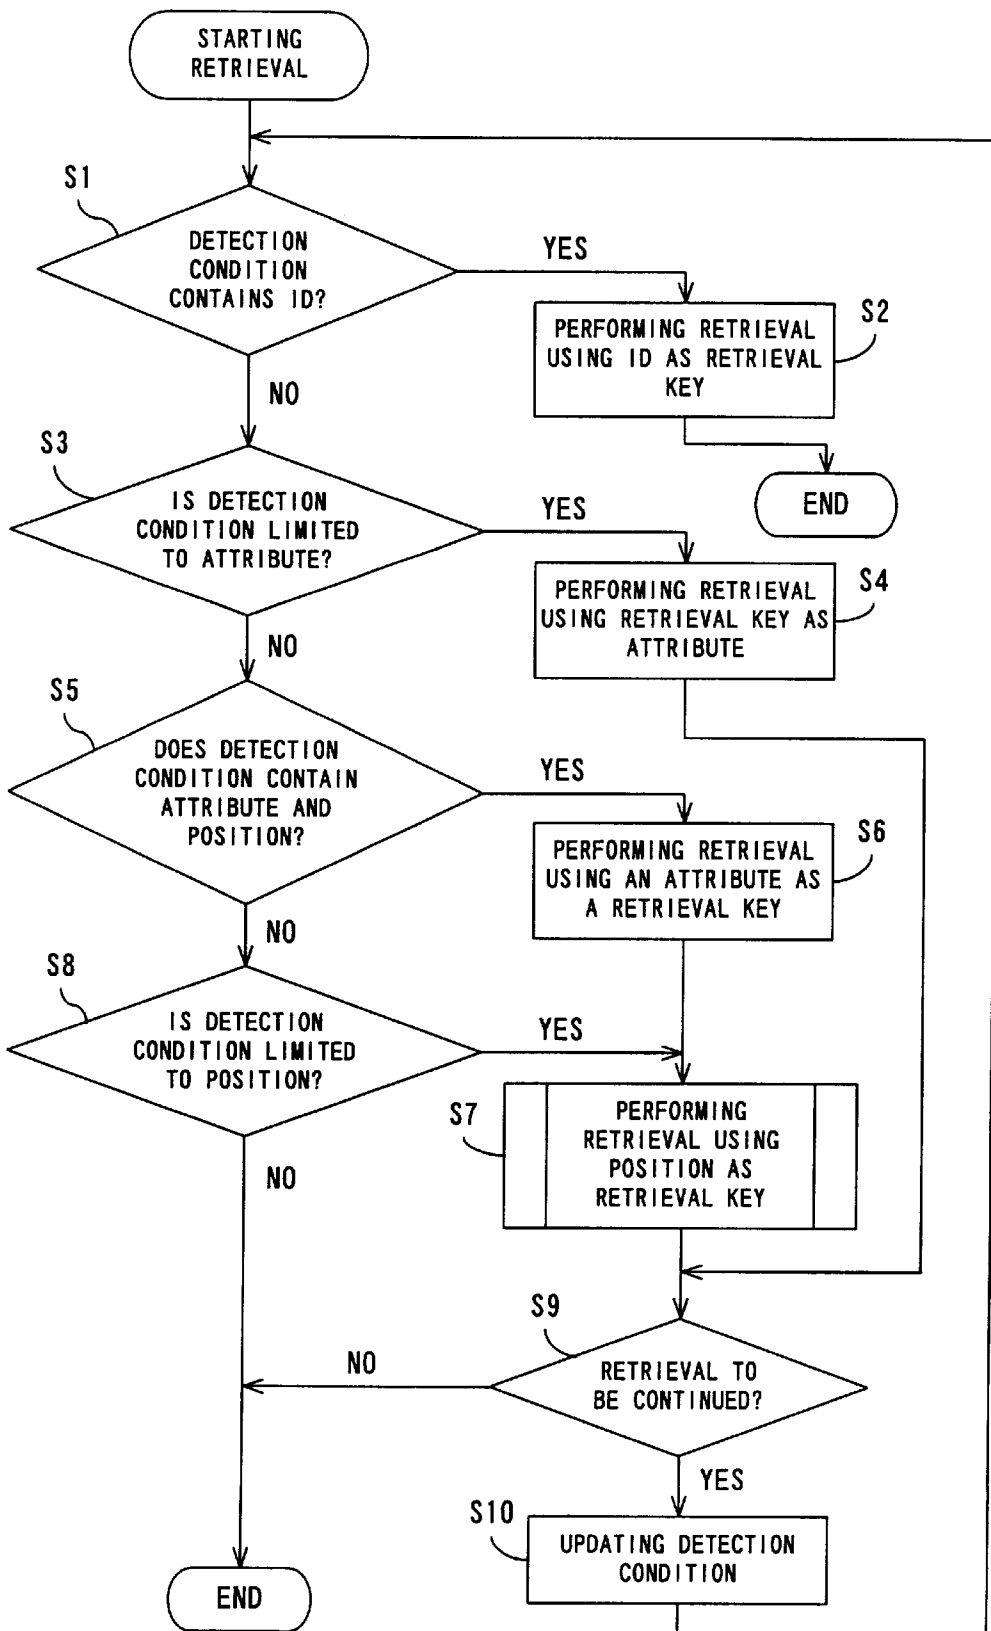 STARTING
RETRIEVAL
S1
DETECTION
CONDITION
CONTAINS ID?
YES
NO
S2
PERFORMING RETRIEVAL
USING ID AS RETRIEVAL
KEY
END
S3
IS DETECTION
CONDITION LIMITED
TO ATTRIBUTE?
YES
NO
S4
PERFORMING RETRIEVAL
USING RETRIEVAL KEY AS
ATTRIBUTE
S5
DOES DETECTION
CONDITION CONTAIN
ATTRIBUTE AND
POSITION?
YES
NO
S6
PERFORMING RETRIEVAL
USING AN ATTRIBUTE AS
A RETRIEVAL KEY
S8
IS DETECTION
CONDITION LIMITED
TO POSITION?
YES
NO
S7
PERFORMING
RETRIEVAL USING
POSITION AS
RETRIEVAL KEY
S9
RETRIEVAL TO
BE CONTINUED?
NO
YES
S10
UPDATING DETECTION
CONDITION
END